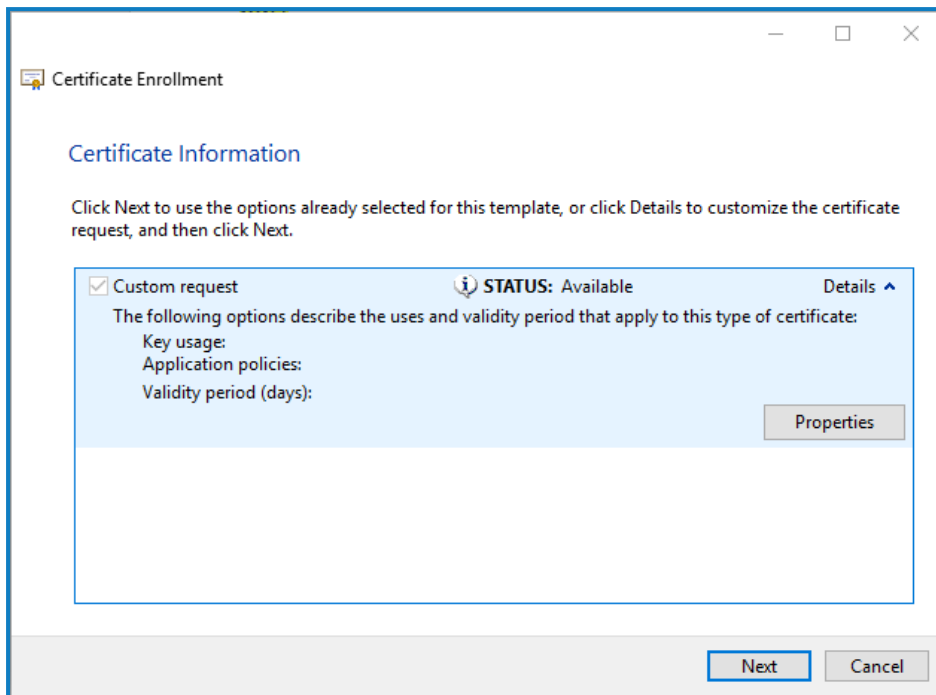 Certificate Enrollment
Certificate Information
Click Next to use the options already selected for this template, or click Details to customize the certificate
request, and then click Next.
Custom request STATUS: Available Details
The following options describe the uses and validity period that apply to this type of certificate:
Key usage:
Application policies:
Validity period (days):
Properties
Next Cancel